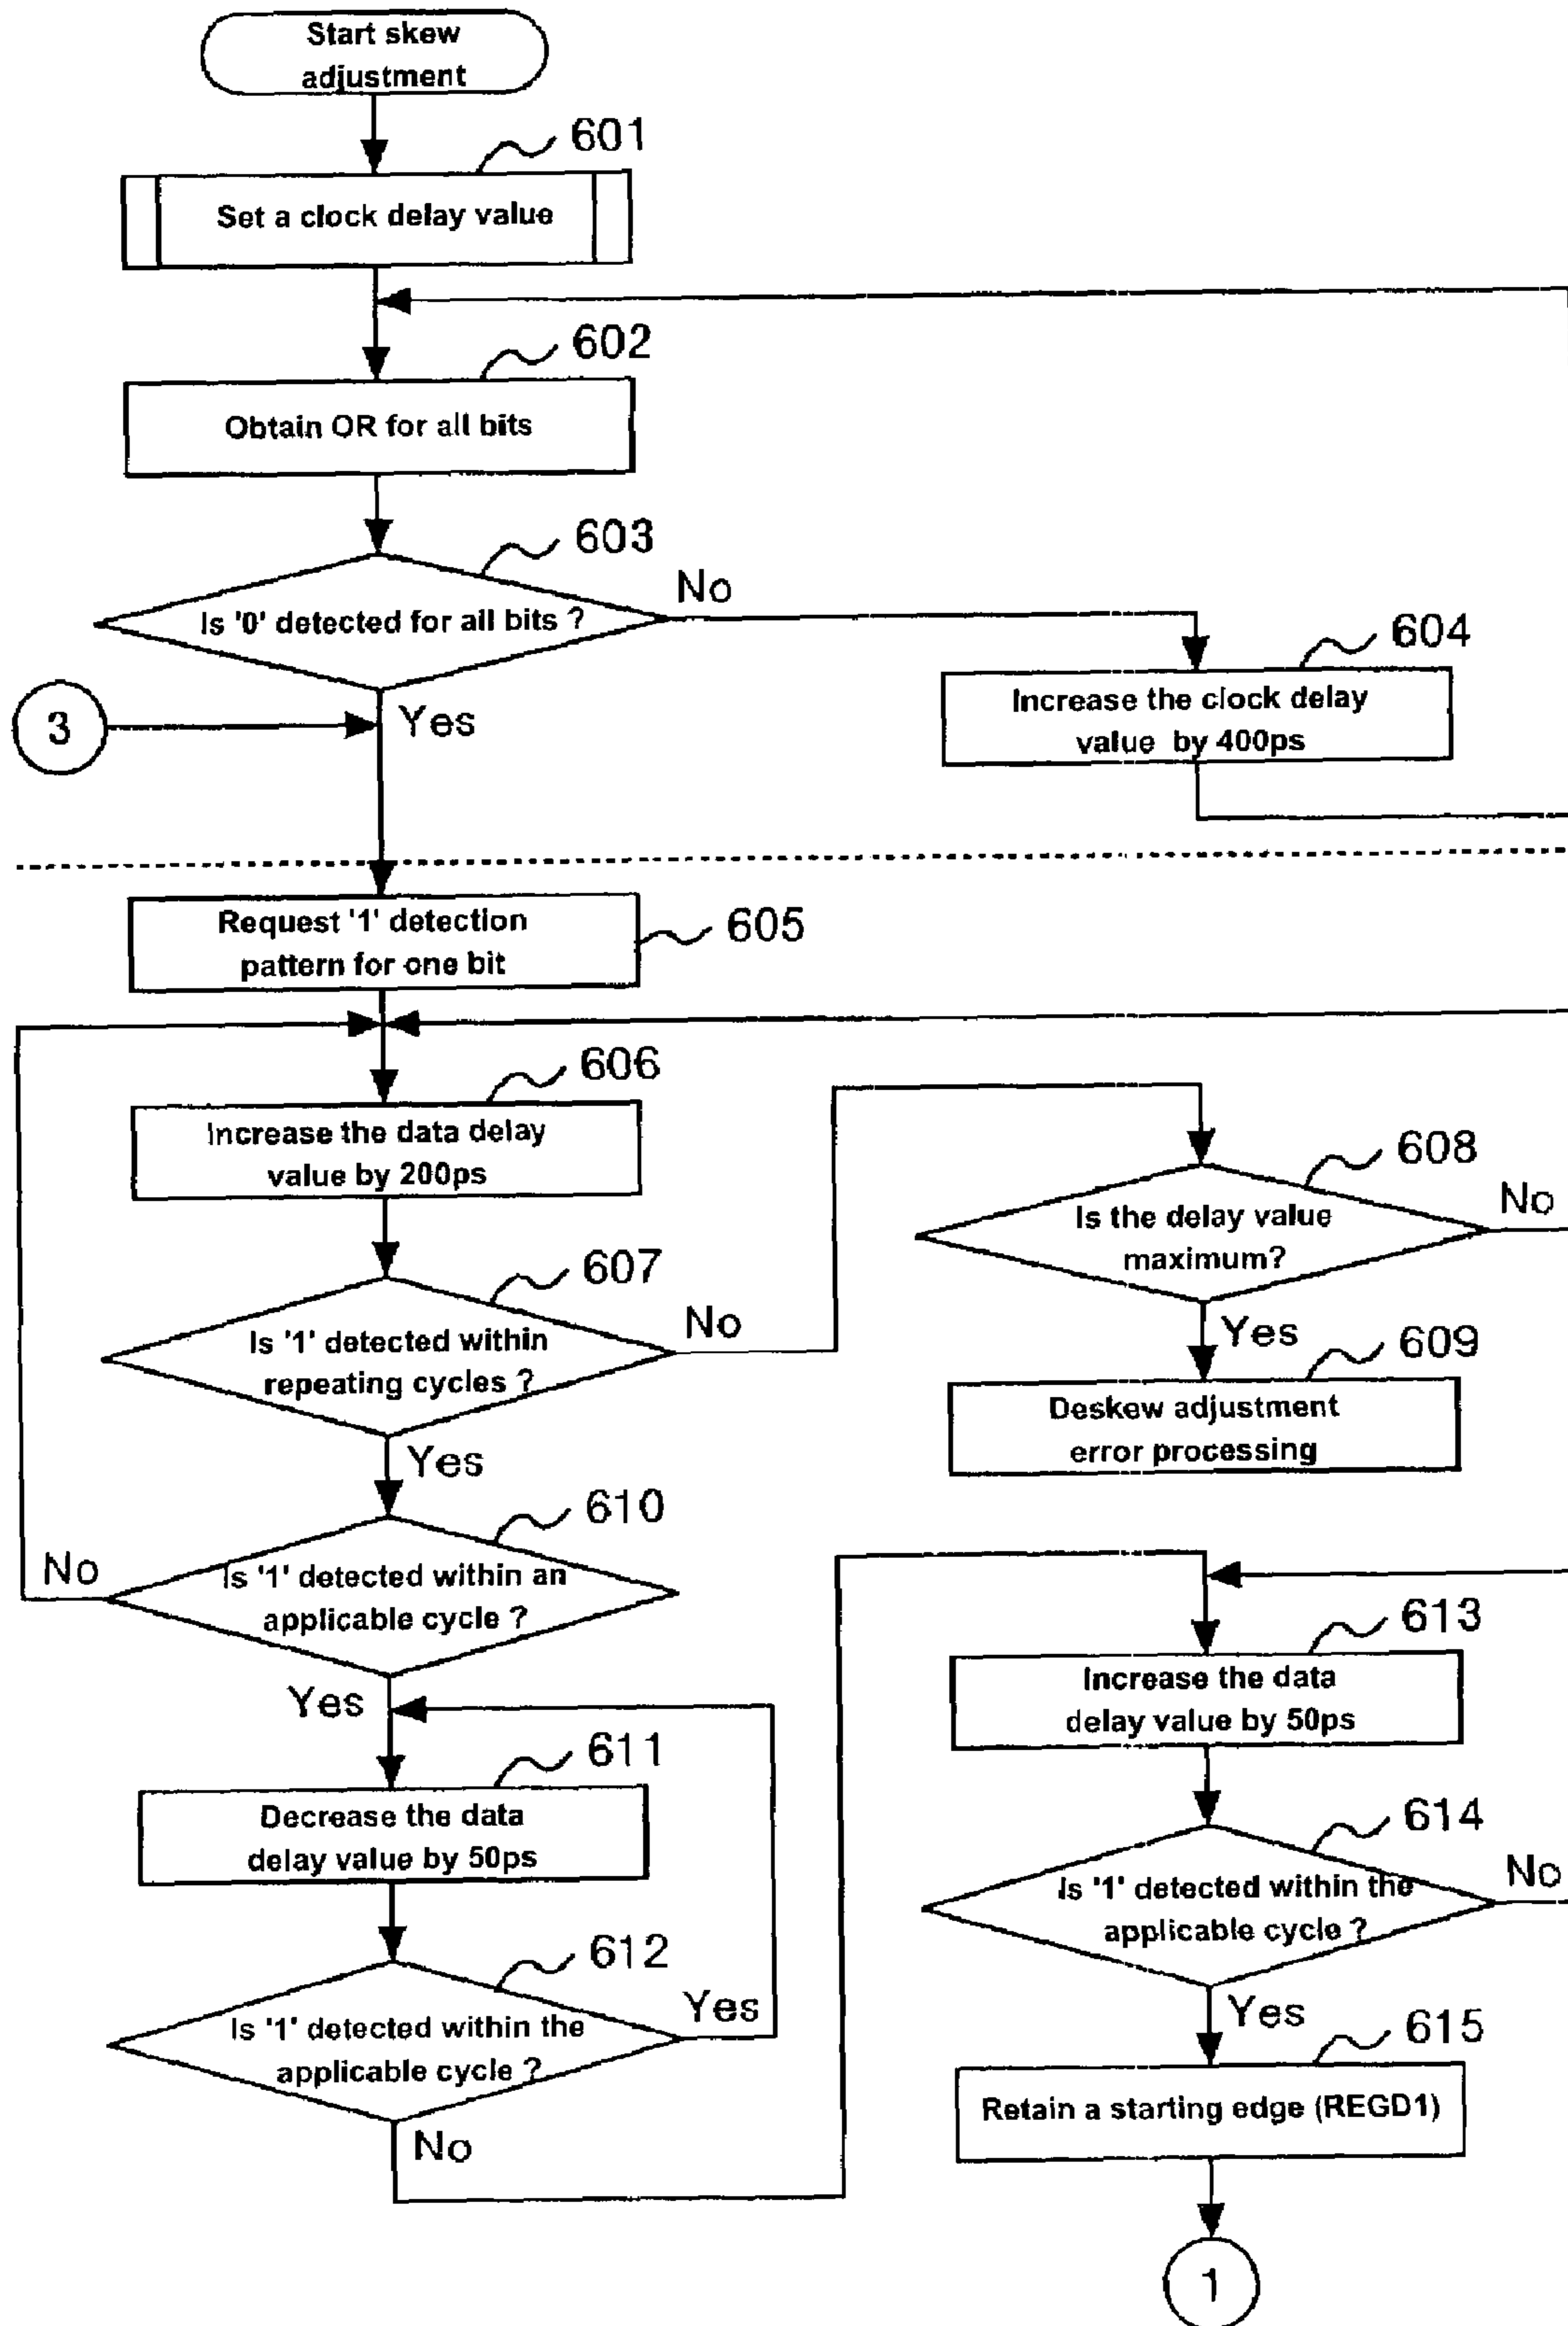 Start skew
adjustment
601
Set a clock delay value
602
Obtain OR for all bits
603
Is '0' detected for all bits ?
No
604
Increase the clock delay
value by 400ps
3
Yes
Request '1' detection
pattern for one bit
605
606
Increase the data delay
value by 200ps
607
Is '1' detected within
repeating cycles ?
No
608
Is the delay value
maximum?
No
Yes
609
Deskew adjustment
error processing
Yes
610
Is '1' detected within an
applicable cycle ?
No
Yes
611
Decrease the data
delay value by 50ps
612
Is '1' detected within the
applicable cycle ?
Yes
No
613
Increase the data
delay value by 50ps
614
Is '1' detected within the
applicable cycle ?
No
Yes
615
Retain a starting edge (REGD1)
1